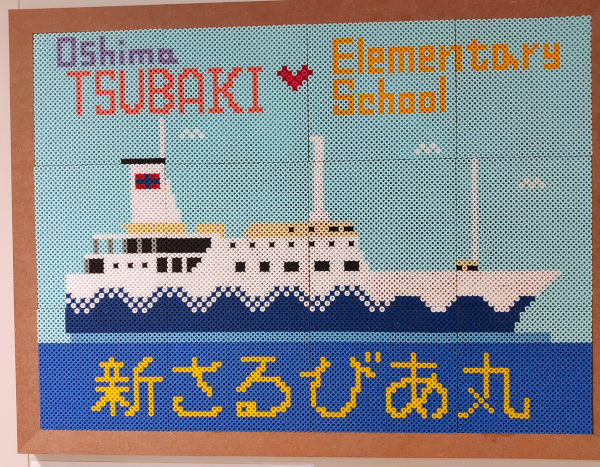 Oshima
TSUBAKI
Elementary
School
新さるびあ丸